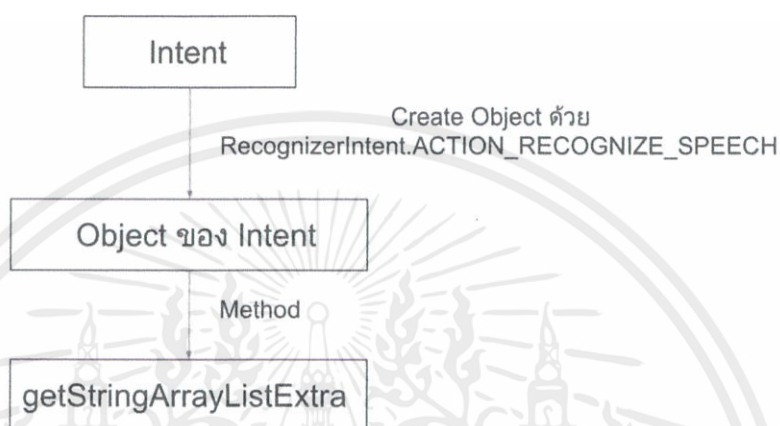 Intent
Create Object ด้วย
RecognizerIntent.ACTION_RECOGNIZE_SPEECH
Object ของ Intent
Method
getStringArrayListExtra